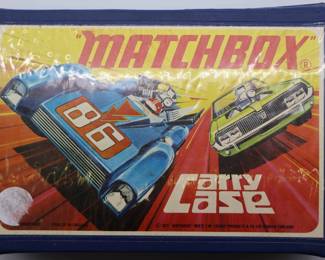 "MATCHBOX"
®
86
Carry
Case